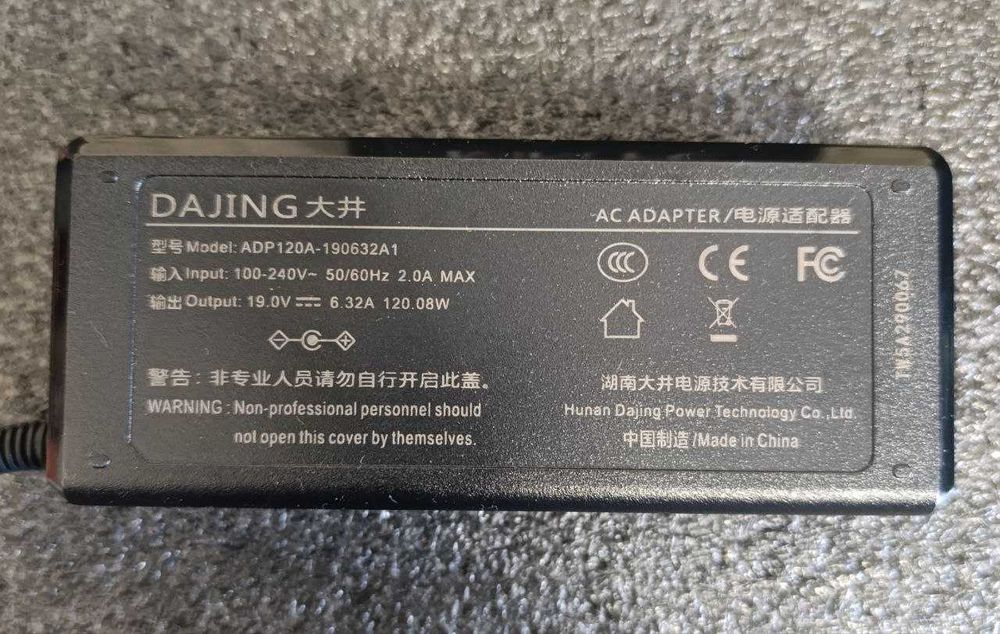 DAJING 大井
AC ADAPTER/电源适配器
型号 Model: ADP120A-190632A1
输入 Input: 100-240V~ 50/60Hz 2.0A MAX
输出 Output: 19.0V⎓ 6.32A 120.08W
CCC
CE
FC
警告：非专业人员请勿自行开启此盖。
WARNING : Non-professional personnel should
not open this cover by themselves.
湖南大井电源技术有限公司
Hunan Dajing Power Technology Co.,Ltd.
中国制造/Made in China